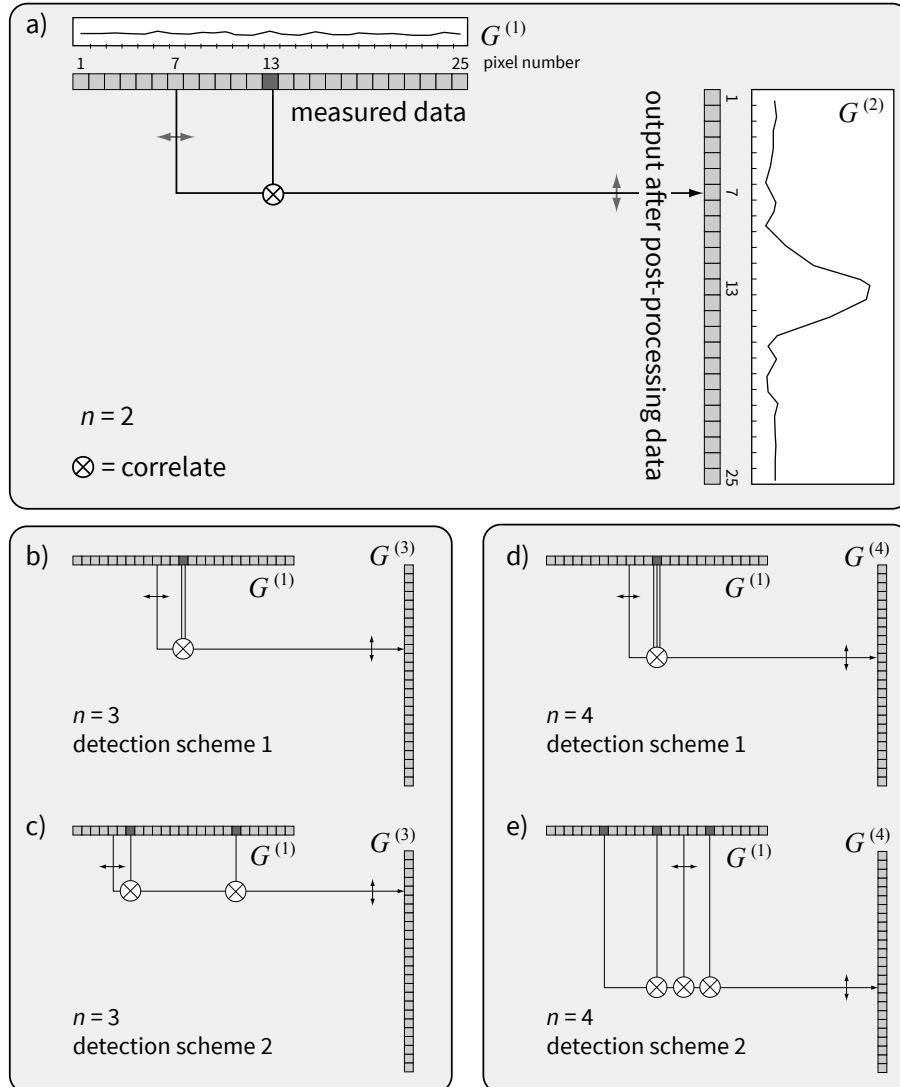 a)
G^(1)
1 7 13 25 pixel number
measured data
output after post-processing data
1
7
13
25
G^(2)
n = 2
⊗ = correlate
b)
G^(3)
G^(1)
n = 3
detection scheme 1
c)
G^(3)
G^(1)
n = 3
detection scheme 2
d)
G^(4)
G^(1)
n = 4
detection scheme 1
e)
G^(4)
G^(1)
n = 4
detection scheme 2